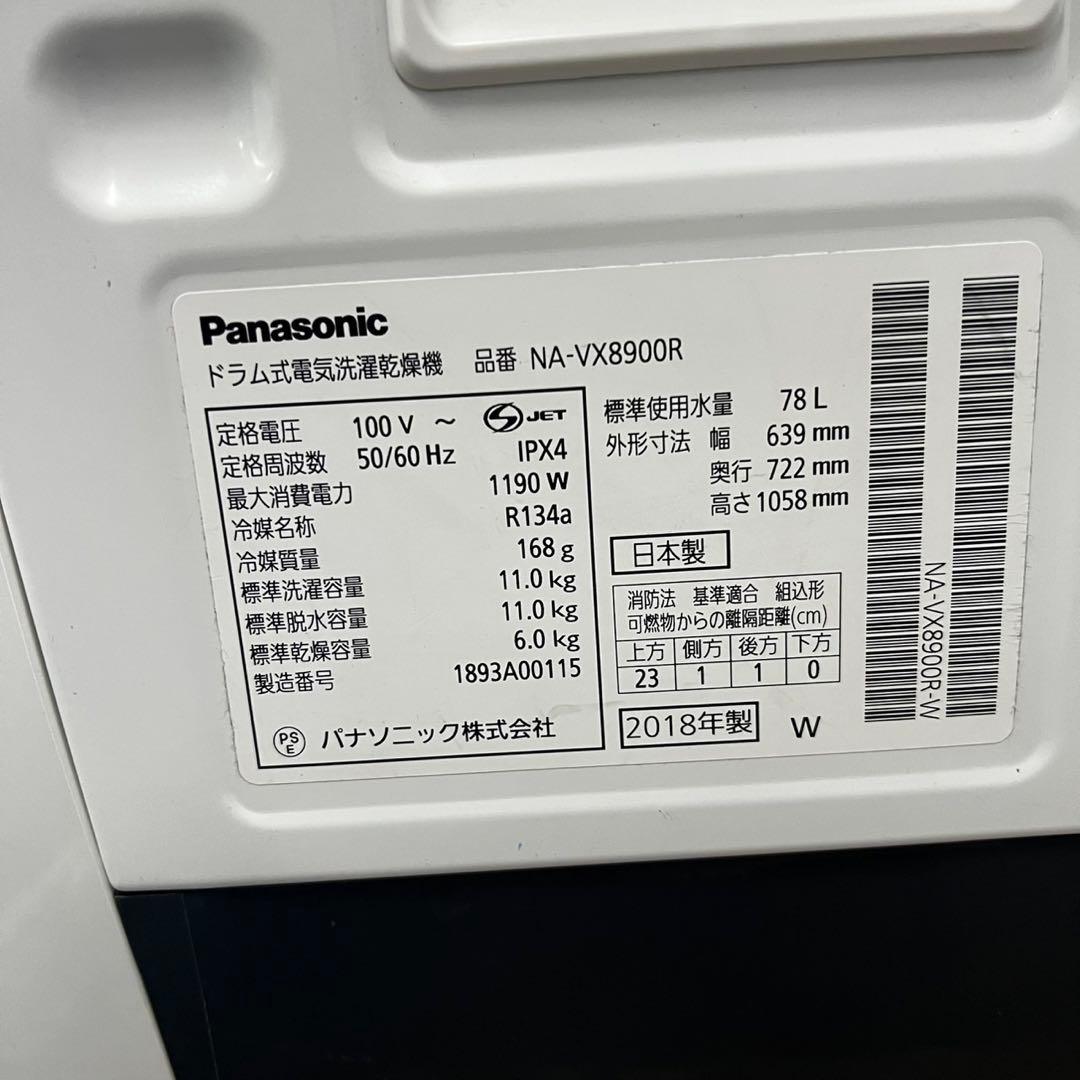 Panasonic
ドラム式電気洗濯乾燥機 品番 NA-VX8900R
定格電圧 100 V ～ S JET
定格周波数 50/60 Hz IPX4
最大消費電力 1190 W
冷媒名称 R134a
冷媒質量 168 g
標準洗濯容量 11.0 kg
標準脱水容量 11.0 kg
標準乾燥容量 6.0 kg
製造番号 1893A00115
PSE パナソニック株式会社
標準使用水量 78 L
外形寸法 幅 639 mm
奥行 722 mm
高さ 1058 mm
日本製
消防法 基準適合 組込形
可燃物からの離隔距離(cm)
上方 側方 後方 下方
23 1 1 0
2018年製 W
NA-VX8900R-W